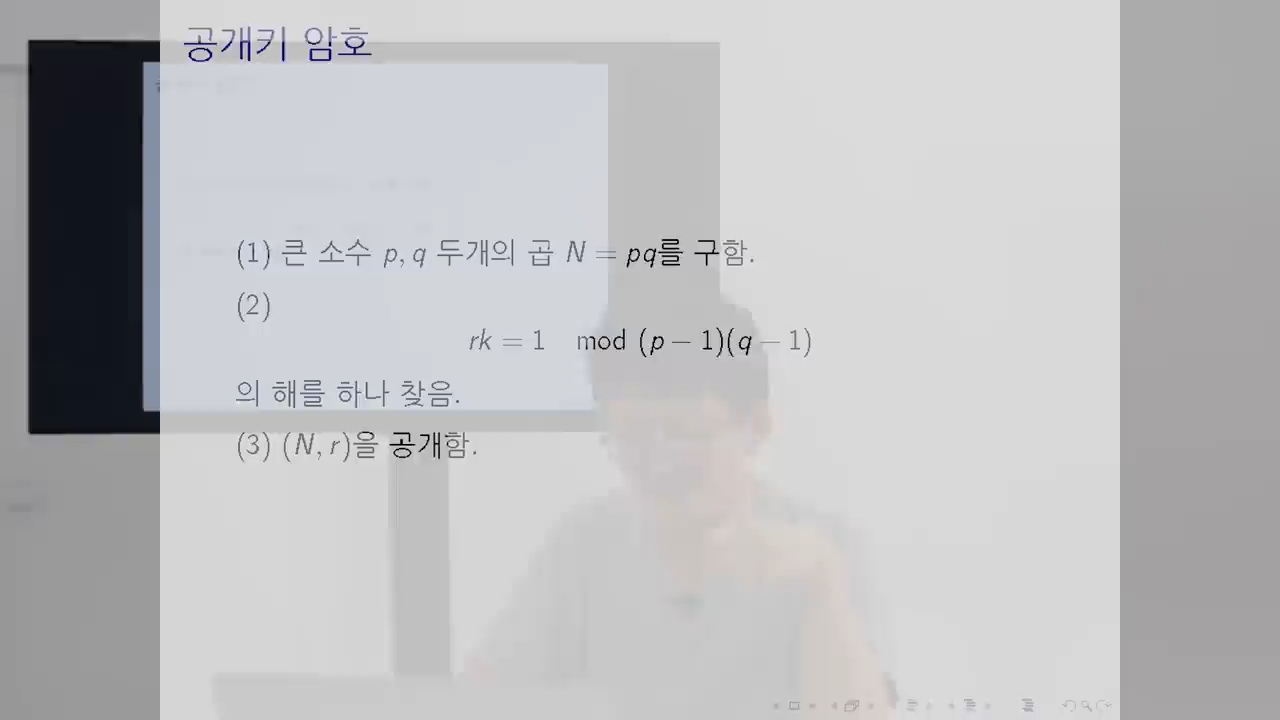 공개키 암호
(1) 큰 소수 p, q 두개의 곱 N = pq를 구함.
(2)
rk = 1 mod (p − 1)(q − 1)
의 해를 하나 찾음.
(3) (N, r)을 공개함.